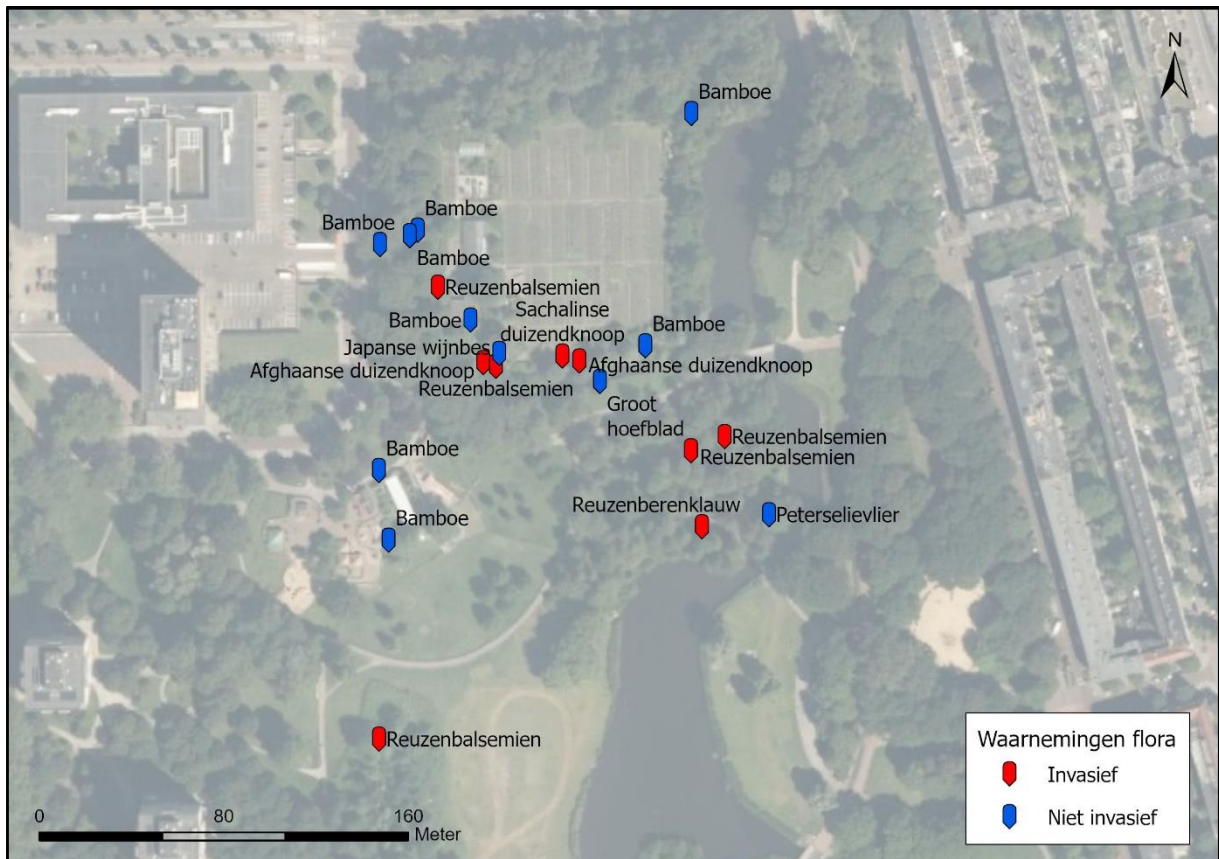 N
Bamboe
Bamboe
Bamboe
Bamboe
Reuzenbalsemien
Sachalinse
duizendknoop
Bamboe
Bamboe
Japanse wijnbes
Afghaanse duizendknoop
Afghaanse duizendknoop
Reuzenbalsemien
Groot
hoefblad
Reuzenbalsemien
Reuzenbalsemien
Bamboe
Reuzenberenklauw
Peterselievlier
Bamboe
Reuzenbalsemien
Waarnemingen flora
Invasief
Niet invasief
0 80 160
Meter